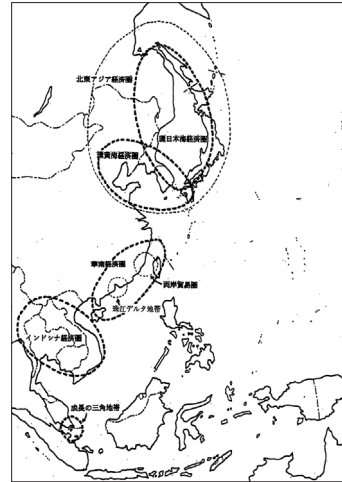 北東アジア経済圏
環日本海経済圏
環黄海経済圏
華南経済圏
両岸貿易圏
珠江デルタ地帯
インドシナ経済圏
成長の三角地帯